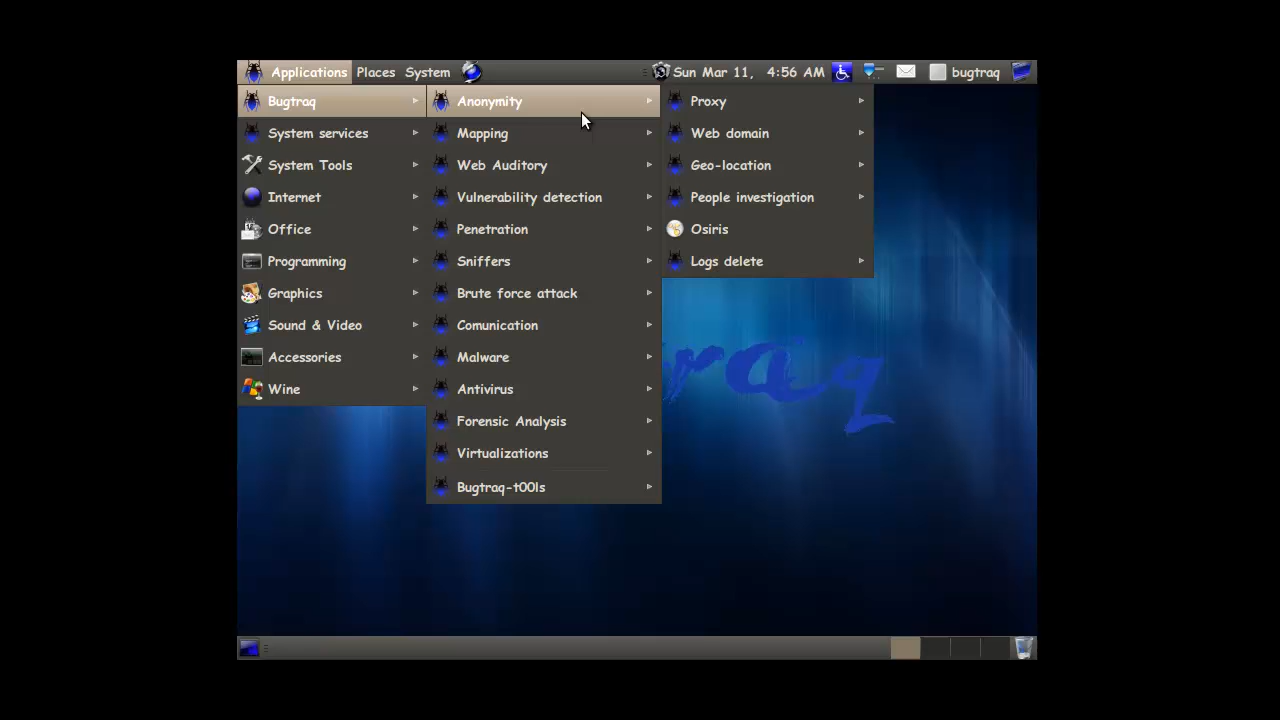 Applications Places System Sun Mar 11, 4:56 AM bugtraq
Bugtraq
System services
System Tools
Internet
Office
Programming
Graphics
Sound & Video
Accessories
Wine
Anonymity
Mapping
Web Auditory
Vulnerability detection
Penetration
Sniffers
Brute force attack
Comunication
Malware
Antivirus
Forensic Analysis
Virtualizations
Bugtraq-t00ls
Proxy
Web domain
Geo-location
People investigation
Osiris
Logs delete
raq